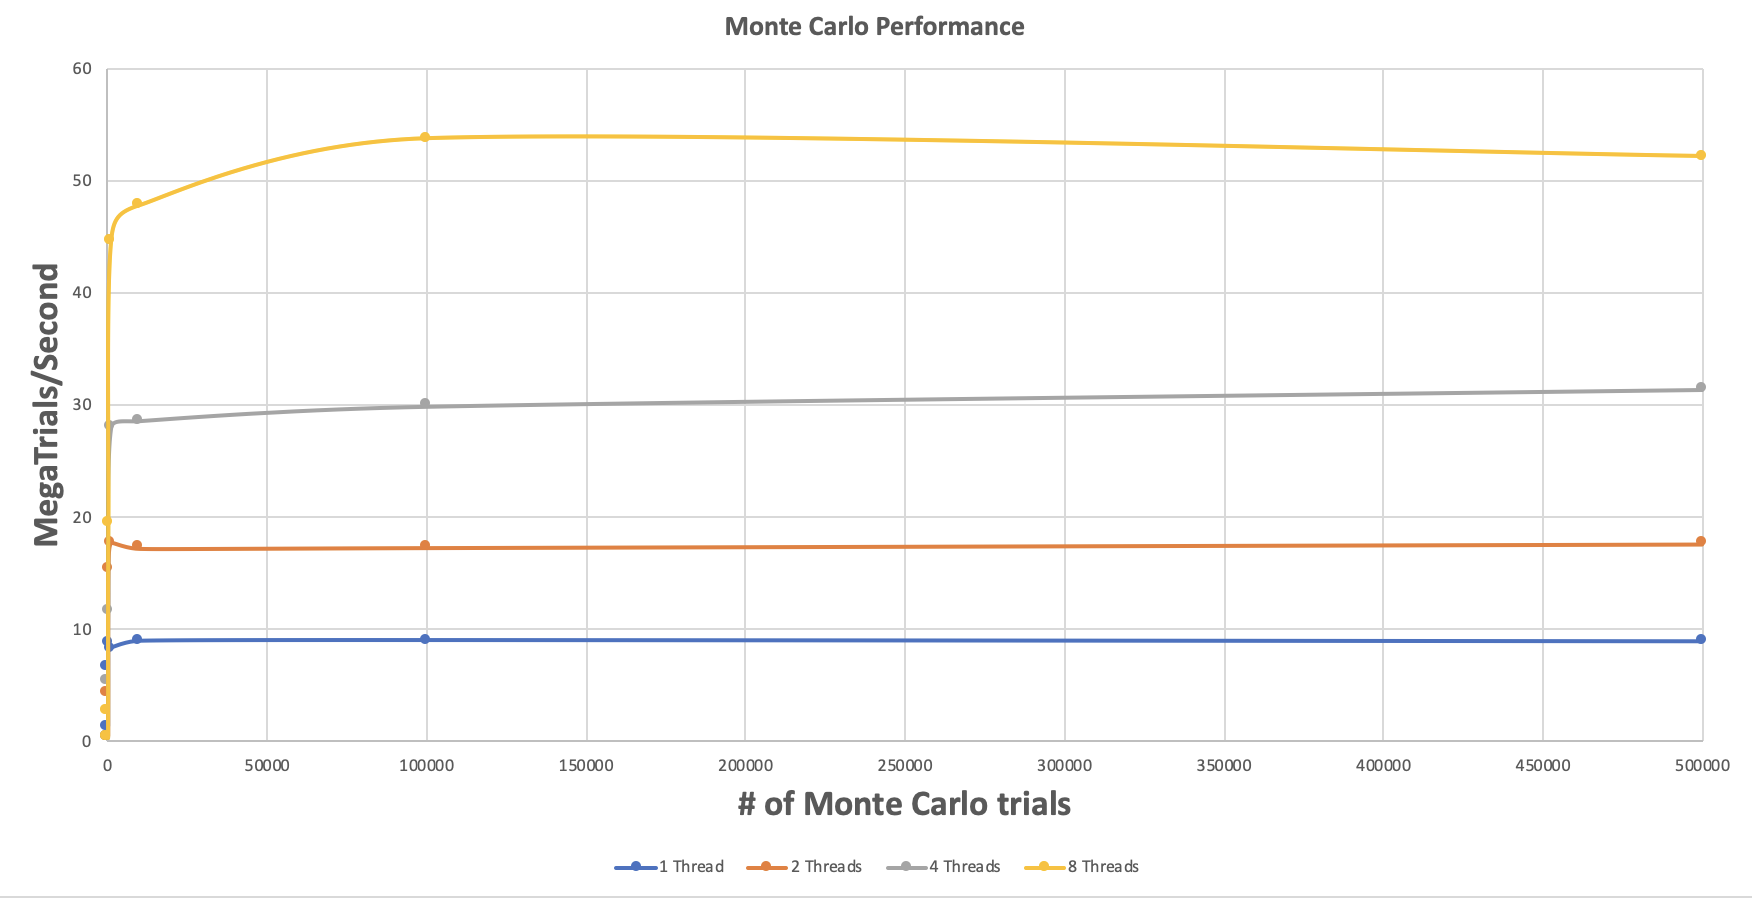 Monte Carlo Performance
60
50
40
30
20
10
0
MegaTrials/Second
0 50000 100000 150000 200000 250000 300000 350000 400000 450000 500000
# of Monte Carlo trials
1 Thread 2 Threads 4 Threads 8 Threads